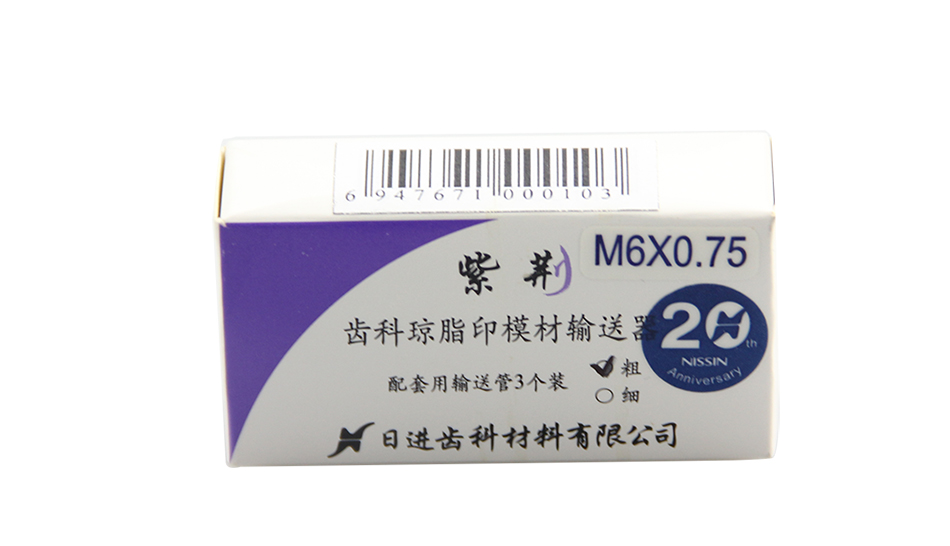 6 947671 000103
M6X0.75
紫荆
齿科琼脂印模材输送器
20th
NISSIN
Anniversary
粗
配套用输送管3个装
细
日进齿科材料有限公司